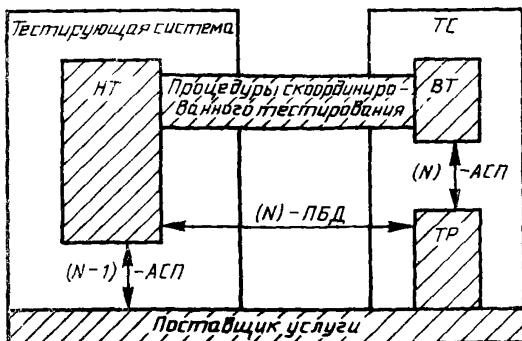 Тестирующая система
ТС
НТ
Процедуры скоординиро-
ванного тестирования
ВТ
(N) -АСП
(N) - ПБД
ТР
(N-1) -АСП
Поставщик услуги